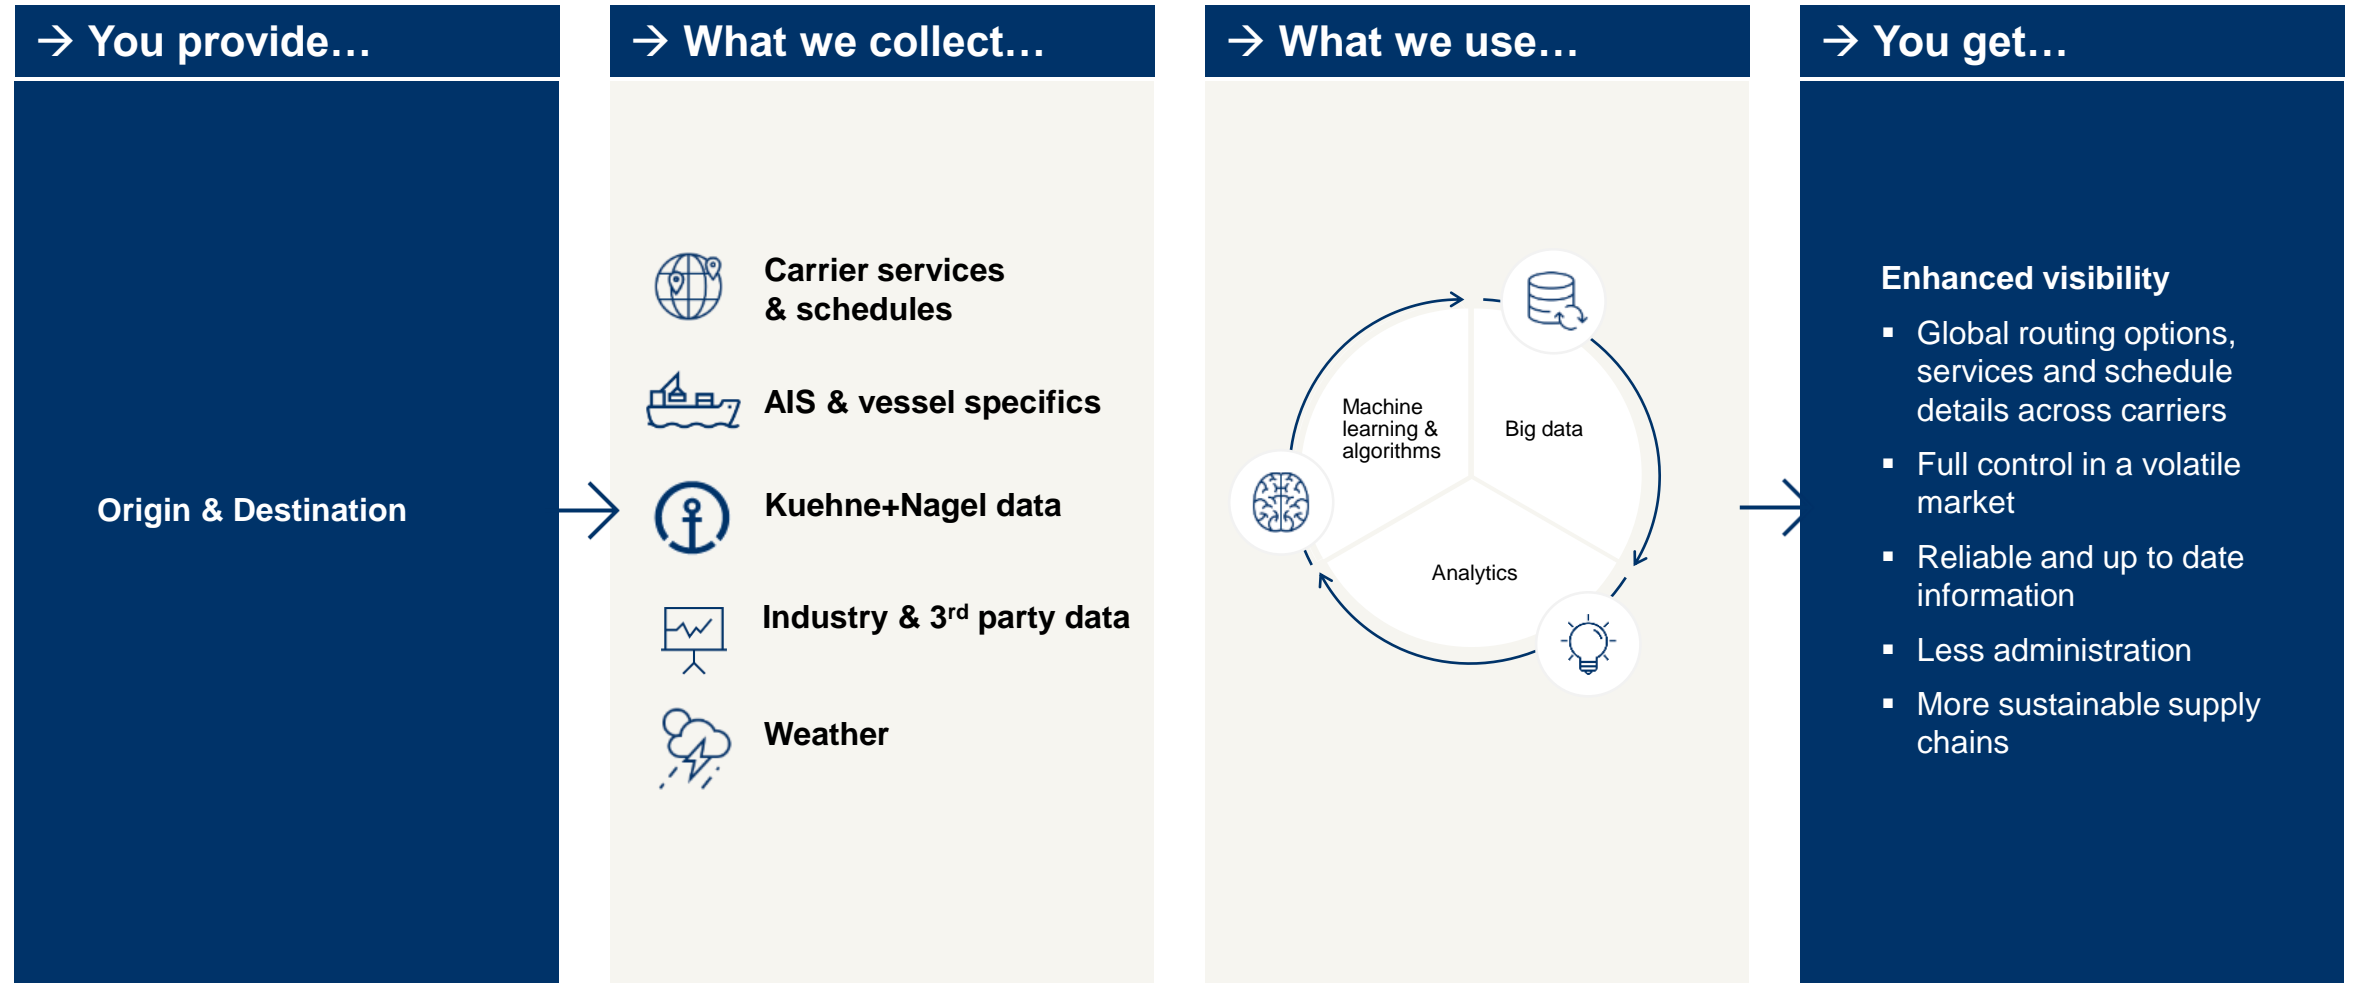 → You provide…
Origin & Destination
→ What we collect…
Carrier services
& schedules
AIS & vessel specifics
Kuehne+Nagel data
Industry & 3rd party data
Weather
→ What we use…
Machine
learning &
algorithms
Big data
Analytics
→ You get…
Enhanced visibility
▪ Global routing options,
services and schedule
details across carriers
▪ Full control in a volatile
market
▪ Reliable and up to date
information
▪ Less administration
▪ More sustainable supply
chains